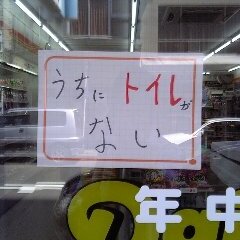 うちに トイレが
ない
年中